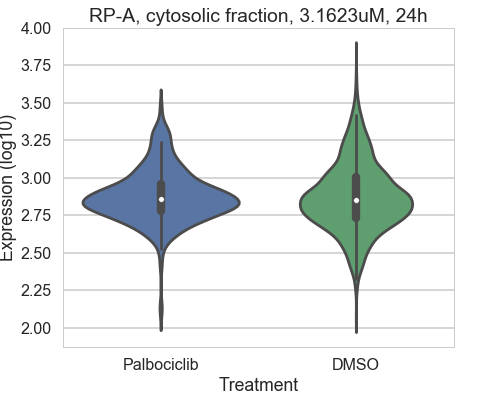 RP-A, cytosolic fraction, 3.1623uM, 24h
Expression (log10)
4.00
3.75
3.50
3.25
3.00
2.75
2.50
2.25
2.00
Palbociclib DMSO
Treatment